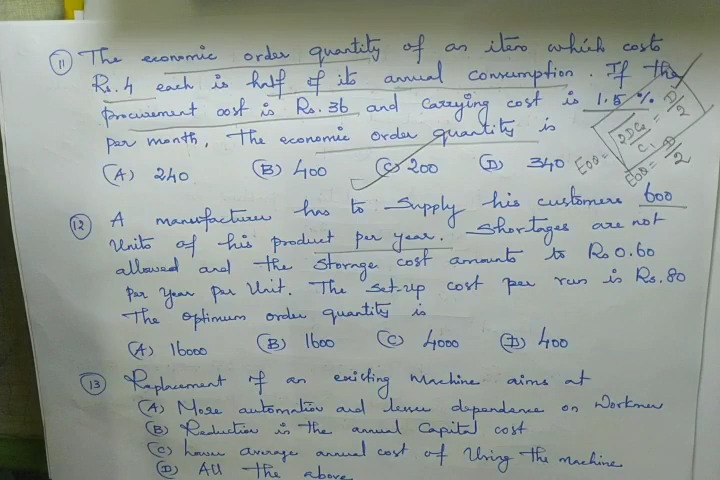 11 The economic order quantity of an item which costs
Rs. 4 each is half of its annual consumption. If the
procurement cost is Rs. 36 and carrying cost is 1.5 %
per month, The economic order quantity is
(A) 240 (B) 400 (C) 200 (D) 340
EOQ = √2DC₀/C₁ = D/2
EOQ = D/2
12 A manufacturer has to supply his customers 600
Units of his product per year. Shortages are not
allowed and the storage cost amounts to Rs 0.60
Per Year Per Unit. The Set-up cost per run is Rs. 80
The optimum order quantity is
(A) 16000 (B) 1600 (C) 4000 (D) 400
13 Replacement of an existing machine aims at
(A) More automation and lesser dependence on Workmen
(B) Reduction in the annual Capital cost
(C) Lower average annual cost of Using the machine
(D) All the above